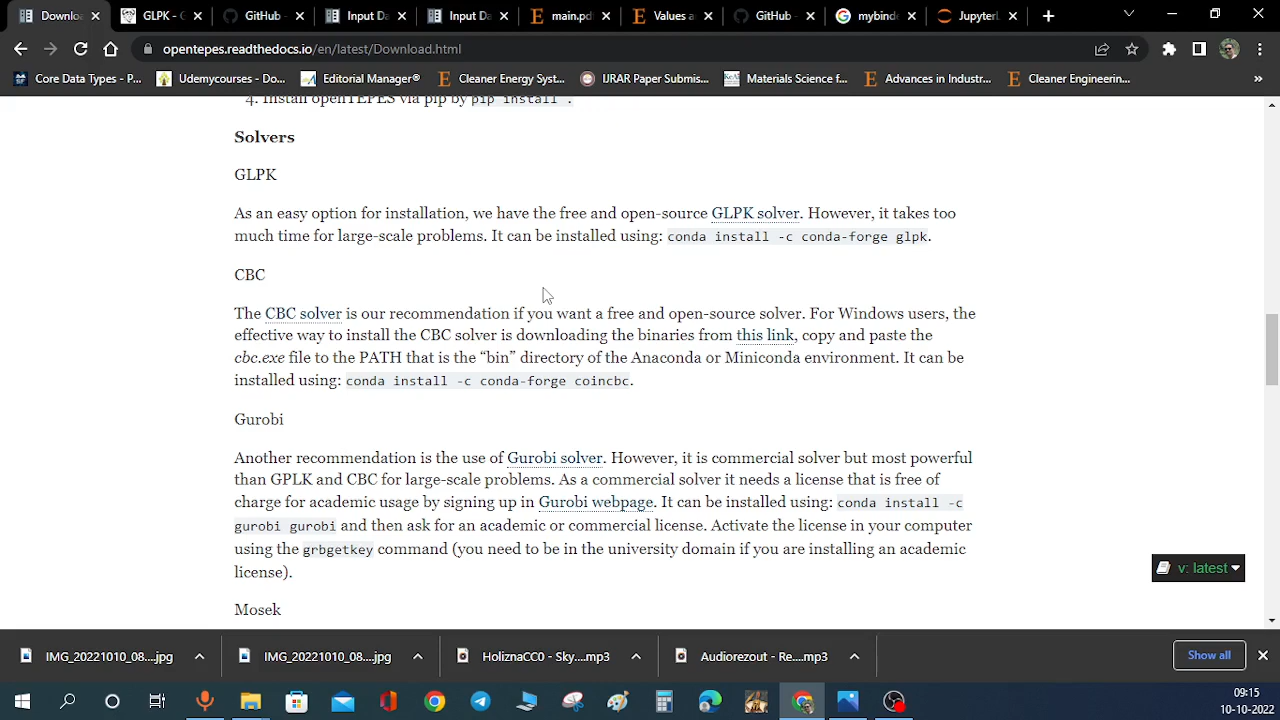 Downloa
GLPK - G
GitHub -
Input Da
Input Da
main.pd
Values a
GitHub -
mybinde
JupyterL
opentepes.readthedocs.io/en/latest/Download.html
Core Data Types - P...
Udemycourses - Do...
Editorial Manager®
Cleaner Energy Syst...
IJRAR Paper Submis...
Materials Science f...
Advances in Industr...
Cleaner Engineerin...
4. Install openTEPES via pip by pip install .
Solvers
GLPK
As an easy option for installation, we have the free and open-source GLPK solver. However, it takes too
much time for large-scale problems. It can be installed using: conda install -c conda-forge glpk.
CBC
The CBC solver is our recommendation if you want a free and open-source solver. For Windows users, the
effective way to install the CBC solver is downloading the binaries from this link, copy and paste the
cbc.exe file to the PATH that is the “bin” directory of the Anaconda or Miniconda environment. It can be
installed using: conda install -c conda-forge coincbc.
Gurobi
Another recommendation is the use of Gurobi solver. However, it is commercial solver but most powerful
than GPLK and CBC for large-scale problems. As a commercial solver it needs a license that is free of
charge for academic usage by signing up in Gurobi webpage. It can be installed using: conda install -c
gurobi gurobi and then ask for an academic or commercial license. Activate the license in your computer
using the grbgetkey command (you need to be in the university domain if you are installing an academic
license).
v: latest
Mosek
IMG_20221010_08....jpg
IMG_20221010_08....jpg
HoliznaCC0 - Sky....mp3
Audiorezout - Re....mp3
Show all
09:15
10-10-2022